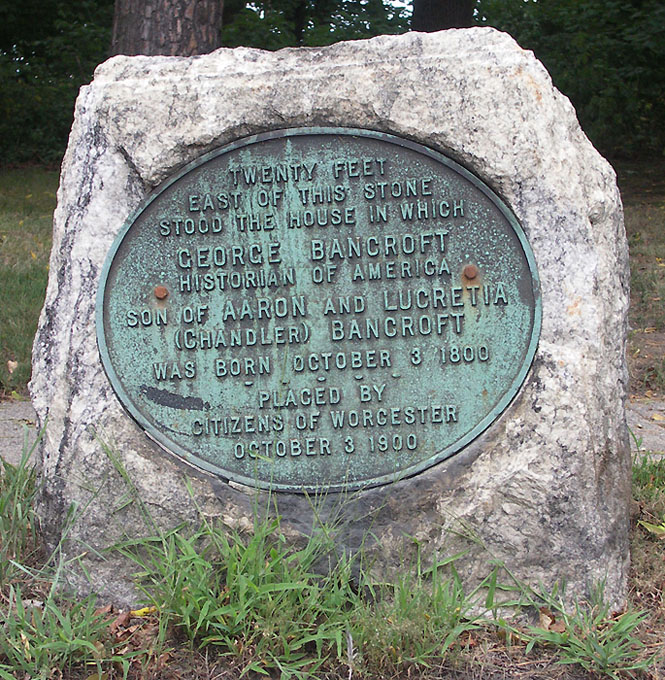 TWENTY FEET
EAST OF THIS STONE
STOOD THE HOUSE IN WHICH
GEORGE BANCROFT
HISTORIAN OF AMERICA
SON OF AARON AND LUCRETIA
(CHANDLER) BANCROFT
WAS BORN OCTOBER 3 1800
PLACED BY
CITIZENS OF WORCESTER
OCTOBER 3 1900